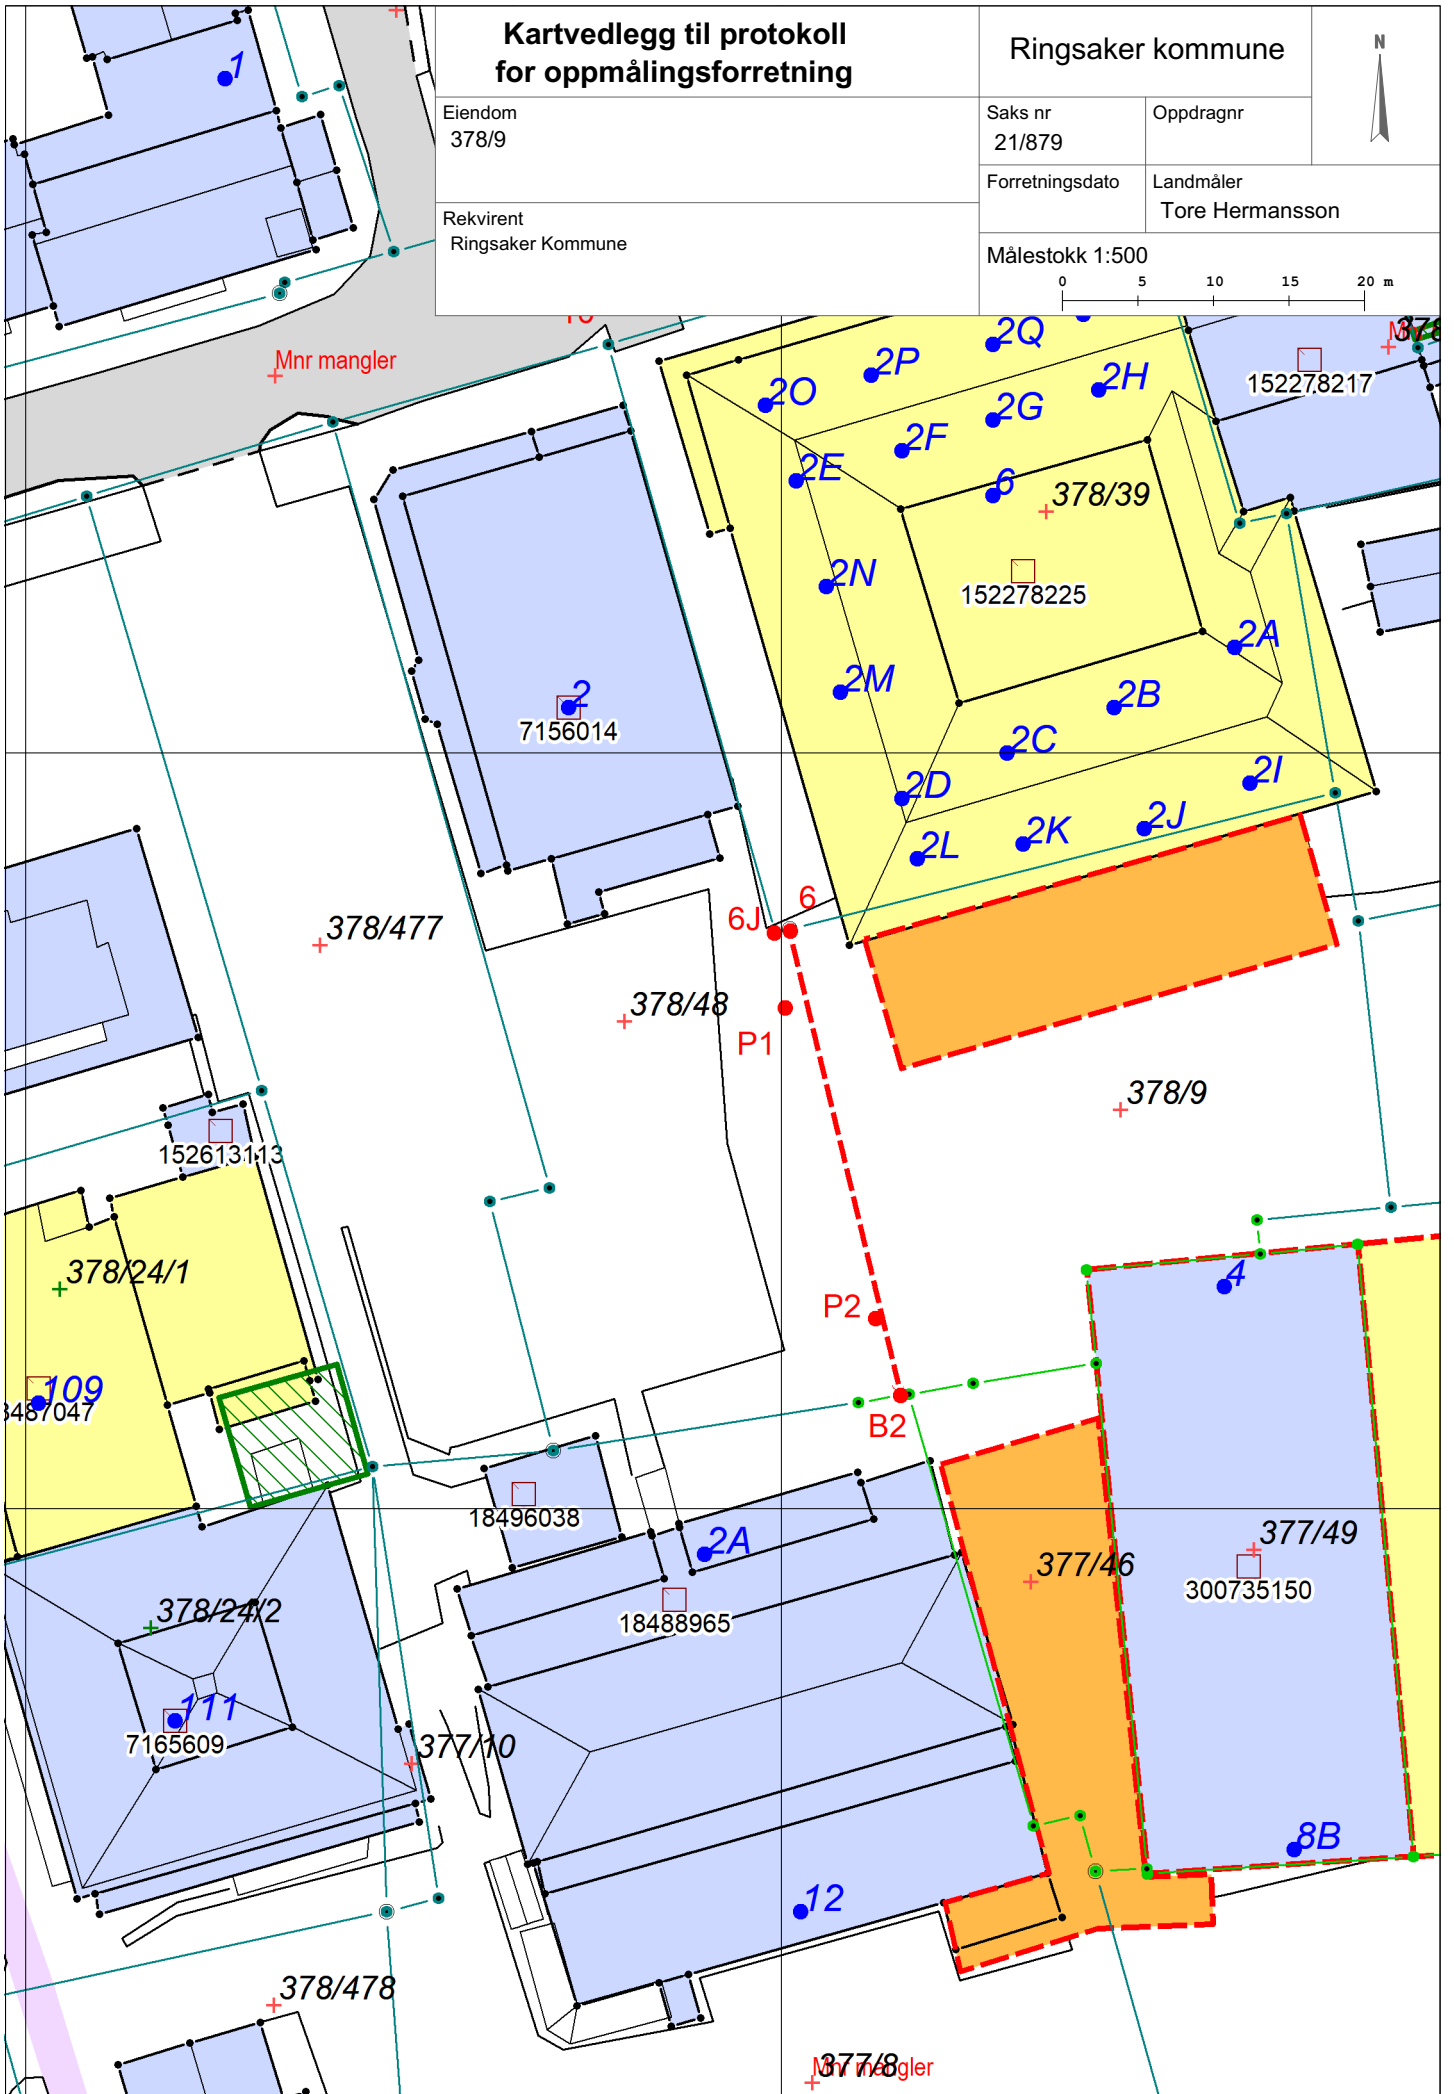 Kartvedlegg til protokoll
for oppmålingsforretning
Ringsaker kommune
N
Eiendom
378/9
Saks nr
21/879
Oppdragnr
Forretningsdato
Landmåler
Tore Hermansson
Rekvirent
Ringsaker Kommune
Målestokk 1:500
0 5 10 15 20 m
1
Mnr mangler
2Q
2P
2H
2O
2G
2F
152278217
2E
6
378/39
2N
152278225
2A
2M
2B
2
7156014
2C
2D
2I
2J
2K
2L
6
6J
378/477
378/48
P1
378/9
152613113
378/24/1
4
P2
109
B2
18496038
2A
377/49
377/46
300735150
378/24/2
18488965
111
7165609
377/10
8B
12
378/478
377/8
Mnr mangler